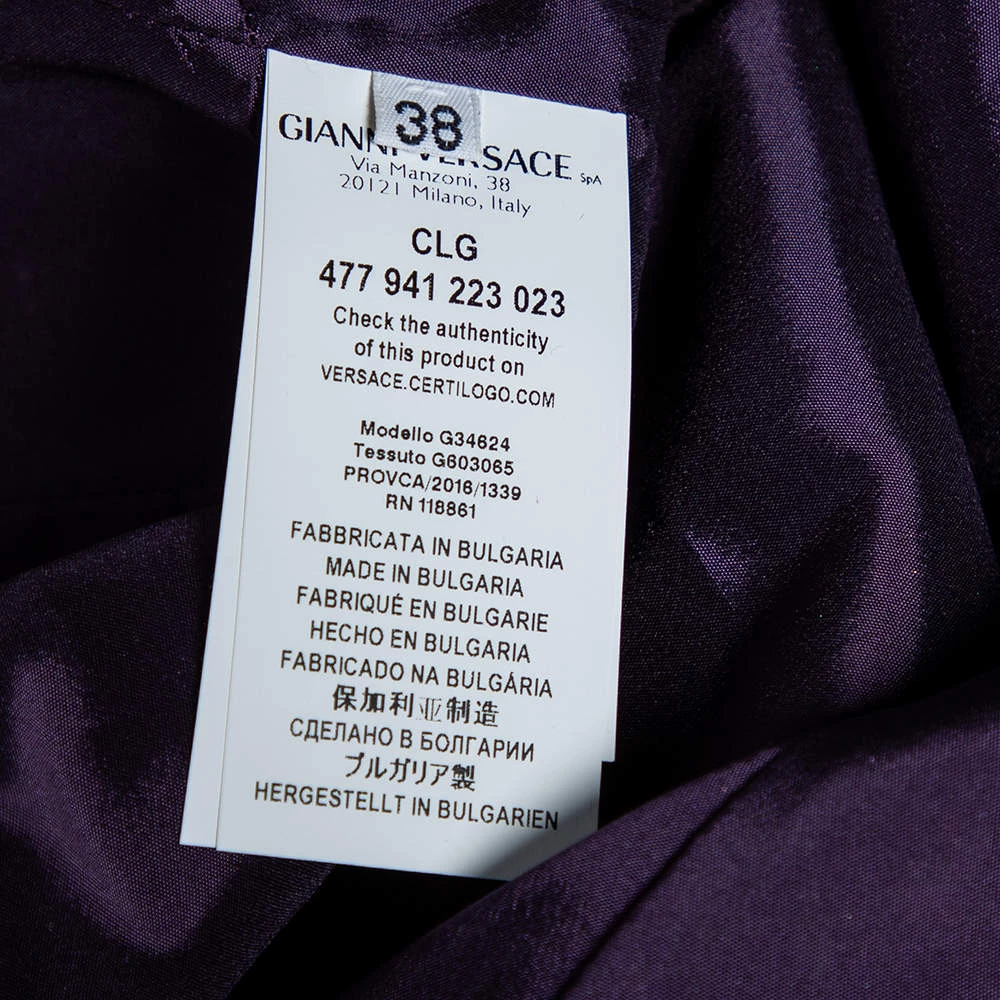 38
GIANNI VERSACE SpA
Via Manzoni, 38
20121 Milano, Italy
CLG
477 941 223 023
Check the authenticity
of this product on
VERSACE.CERTILOGO.COM
Modello G34624
Tessuto G603065
PROVCA/2016/1339
RN 118861
FABBRICATA IN BULGARIA
MADE IN BULGARIA
FABRIQUÉ EN BULGARIE
HECHO EN BULGARIA
FABRICADO NA BULGÁRIA
保加利亚制造
СДЕЛАНО В БОЛГАРИИ
ブルガリア製
HERGESTELLT IN BULGARIEN